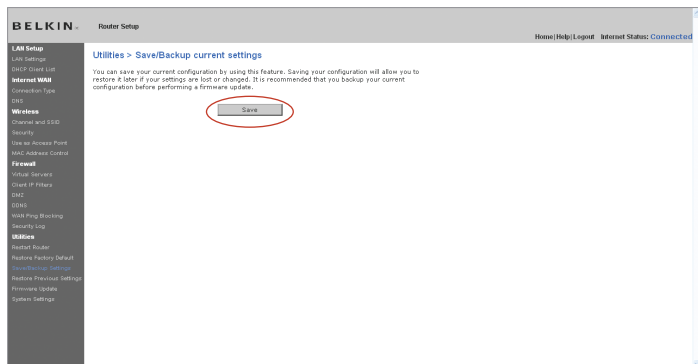 BELKIN
Router Setup
Home|Help|Logout Internet Status: Connected
LAN Setup
LAN Settings
DHCP Client List
Internet WAN
Connection Type
DNS
Wireless
Channel and SSID
Security
Use as Access Point
MAC Address Control
Firewall
Virtual Servers
Client IP Filters
DMZ
DDNS
WAN Ping Blocking
Security Log
Utilities
Restart Router
Restore Factory Default
Save/Backup Settings
Restore Previous Settings
Firmware Update
System Settings
Utilities > Save/Backup current settings
You can save your current configuration by using this feature. Saving your configuration will allow you to
restore it later if your settings are lost or changed. It is recommended that you backup your current
configuration before performing a firmware update.
Save